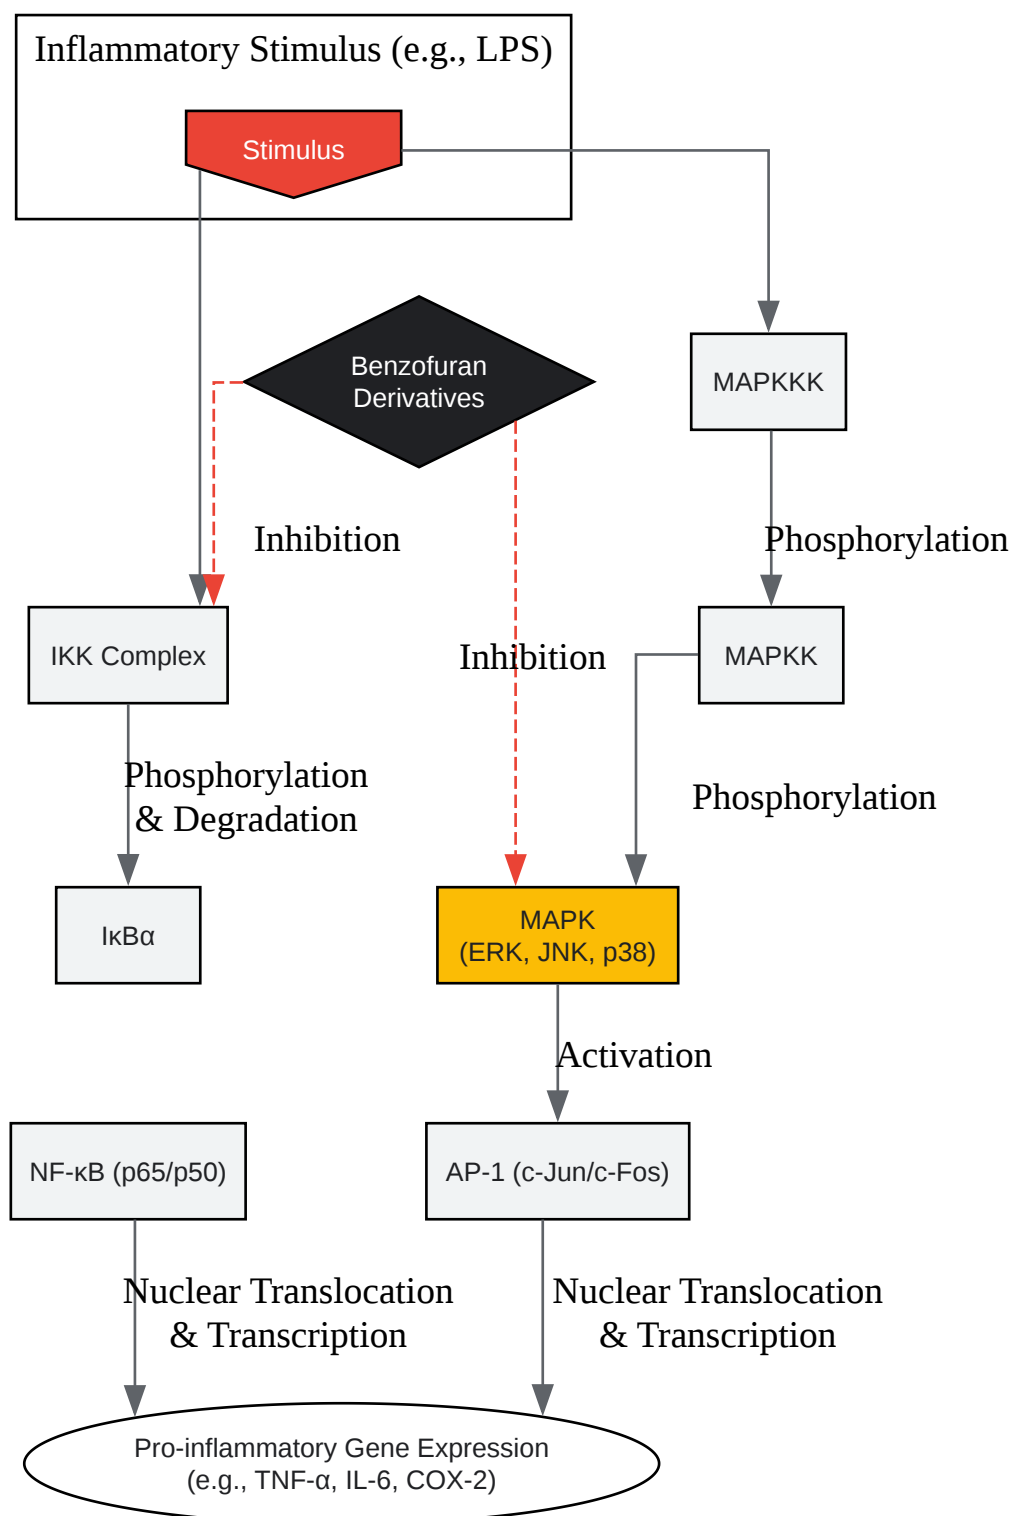 Inflammatory Stimulus (e.g., LPS)
Stimulus
Benzofuran
Derivatives
MAPKKK
Inhibition
Phosphorylation
IKK Complex
Inhibition
MAPKK
Phosphorylation
& Degradation
Phosphorylation
IκBα
MAPK
(ERK, JNK, p38)
Activation
NF-κB (p65/p50)
AP-1 (c-Jun/c-Fos)
Nuclear Translocation
& Transcription
Nuclear Translocation
& Transcription
Pro-inflammatory Gene Expression
(e.g., TNF-α, IL-6, COX-2)